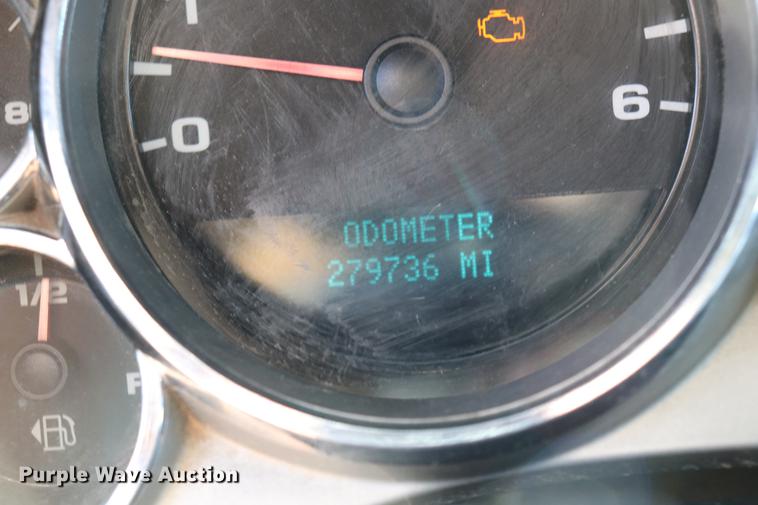 1
0
6
8
ODOMETER
279736 MI
1/2
F
Purple Wave Auction